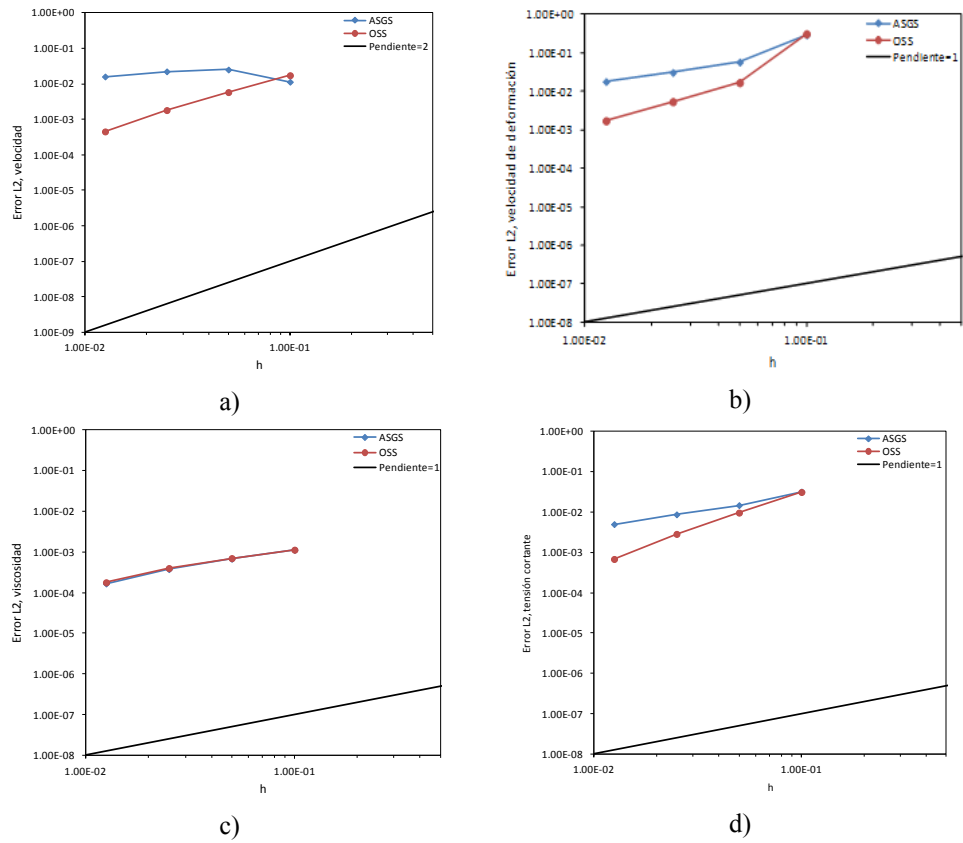 1.00E+00
1.00E-01
1.00E-02
1.00E-03
1.00E-04
1.00E-05
1.00E-06
1.00E-07
1.00E-08
1.00E-09
Error L2, velocidad
1.00E-02
1.00E-01
h
ASGS
OSS
Pendiente=2
a)
1.00E+00
1.00E-01
1.00E-02
1.00E-03
1.00E-04
1.00E-05
1.00E-06
1.00E-07
1.00E-08
Error L2, velocidad de deformación
1.00E-02
1.00E-01
h
ASGS
OSS
Pendiente=1
b)
1.00E+00
1.00E-01
1.00E-02
1.00E-03
1.00E-04
1.00E-05
1.00E-06
1.00E-07
1.00E-08
Error L2, viscosidad
1.00E-02
1.00E-01
h
ASGS
OSS
Pendiente=1
c)
1.00E+00
1.00E-01
1.00E-02
1.00E-03
1.00E-04
1.00E-05
1.00E-06
1.00E-07
1.00E-08
Error L2, tensión cortante
1.00E-02
1.00E-01
h
ASGS
OSS
Pendiente=1
d)